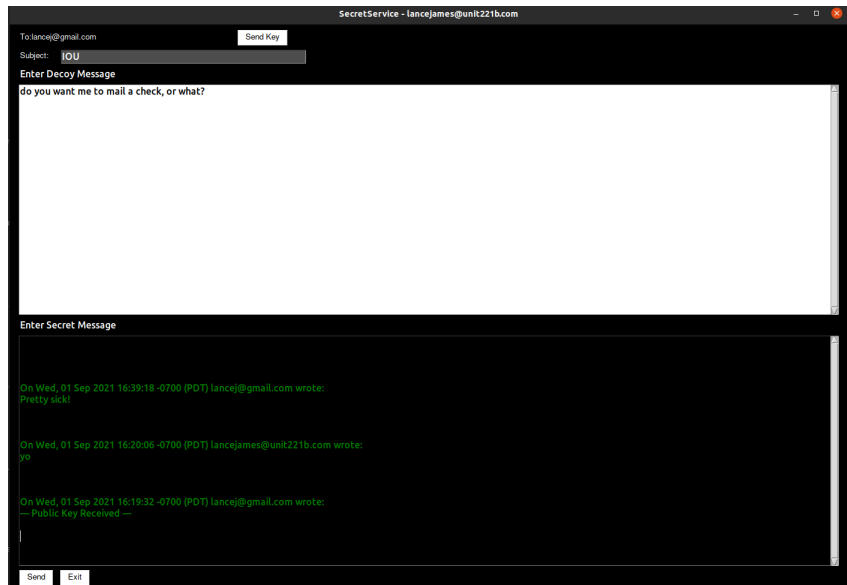 SecretService - lancejames@unit221b.com
To:lancej@gmail.com
Send Key
Subject: IOU
Enter Decoy Message
do you want me to mail a check, or what?
Enter Secret Message
On Wed, 01 Sep 2021 16:39:18 -0700 (PDT) lancej@gmail.com wrote:
Pretty sick!
On Wed, 01 Sep 2021 16:20:06 -0700 (PDT) lancejames@unit221b.com wrote:
yo
On Wed, 01 Sep 2021 16:19:32 -0700 (PDT) lancej@gmail.com wrote:
— Public Key Received —
Send Exit